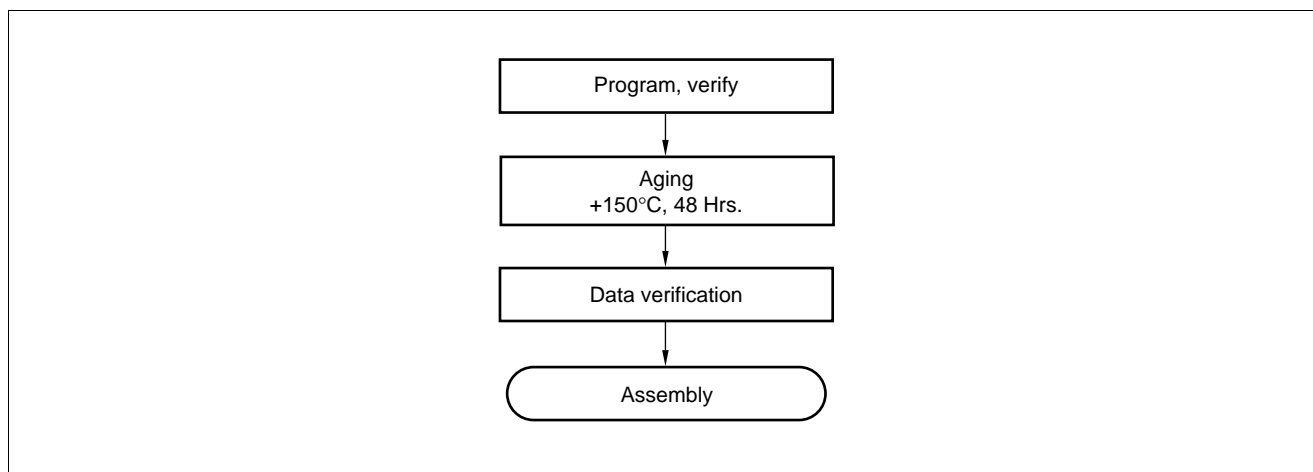 Program, verify
Aging
+150°C, 48 Hrs.
Data verification
Assembly